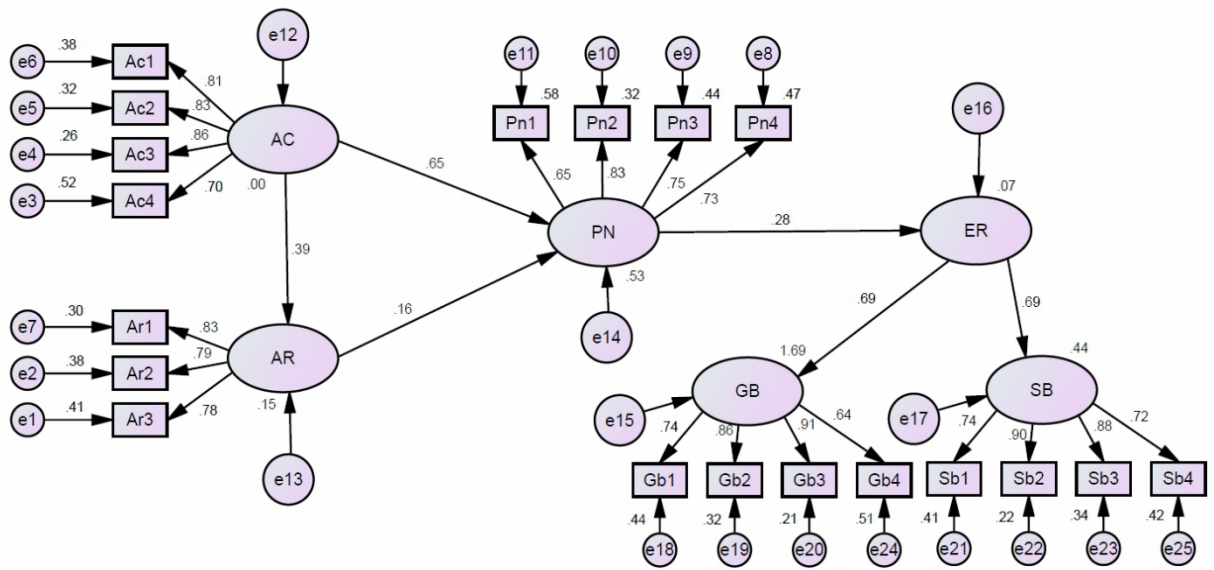 e12
e6 .38 Ac1
.81
e5 .32 Ac2
.83
e4 .26 Ac3
.86
e3 .52 Ac4
.70
AC
.00
.65
.39
e7 .30 Ar1
.83
e2 .38 Ar2
.79
e1 .41 Ar3
.78
AR
.15
e13
.16
e11 e10 e9 e8
.58 .32 .44 .47
Pn1 Pn2 Pn3 Pn4
.65 .83 .75 .73
PN
.53
e14
.28
e16
.07
ER
.69 .69
1.69 .44
GB SB
e15 e17
.74 .86 .91 .64
.74 .90 .88 .72
Gb1 Gb2 Gb3 Gb4 Sb1 Sb2 Sb3 Sb4
.44 .32 .21 .51 .41 .22 .34 .42
e18 e19 e20 e24 e21 e22 e23 e25